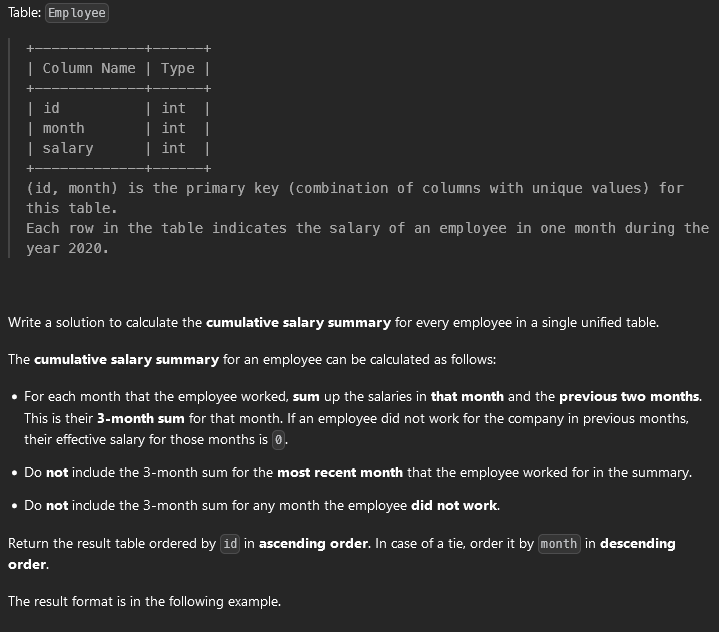 Table: Employee
+-------------+------+
| Column Name | Type |
+-------------+------+
| id          | int  |
| month       | int  |
| salary      | int  |
+-------------+------+
(id, month) is the primary key (combination of columns with unique values) for
this table.
Each row in the table indicates the salary of an employee in one month during the
year 2020.
Write a solution to calculate the cumulative salary summary for every employee in a single unified table.
The cumulative salary summary for an employee can be calculated as follows:
• For each month that the employee worked, sum up the salaries in that month and the previous two months.
This is their 3-month sum for that month. If an employee did not work for the company in previous months,
their effective salary for those months is 0.
• Do not include the 3-month sum for the most recent month that the employee worked for in the summary.
• Do not include the 3-month sum for any month the employee did not work.
Return the result table ordered by id in ascending order. In case of a tie, order it by month in descending
order.
The result format is in the following example.